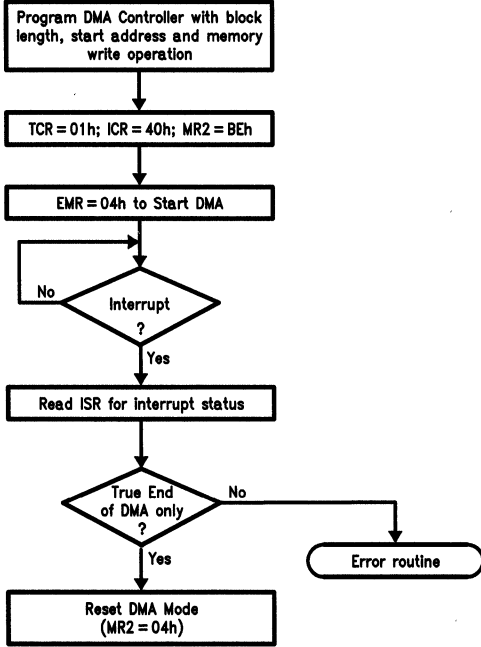 Program DMA Controller with block
length, start address and memory
write operation
TCR = 01h; ICR = 40h; MR2 = BEh
EMR = 04h to Start DMA
No
Interrupt
?
Yes
Read ISR for interrupt status
True End
of DMA only
?
No
Yes
Error routine
Reset DMA Mode
(MR2 = 04h)